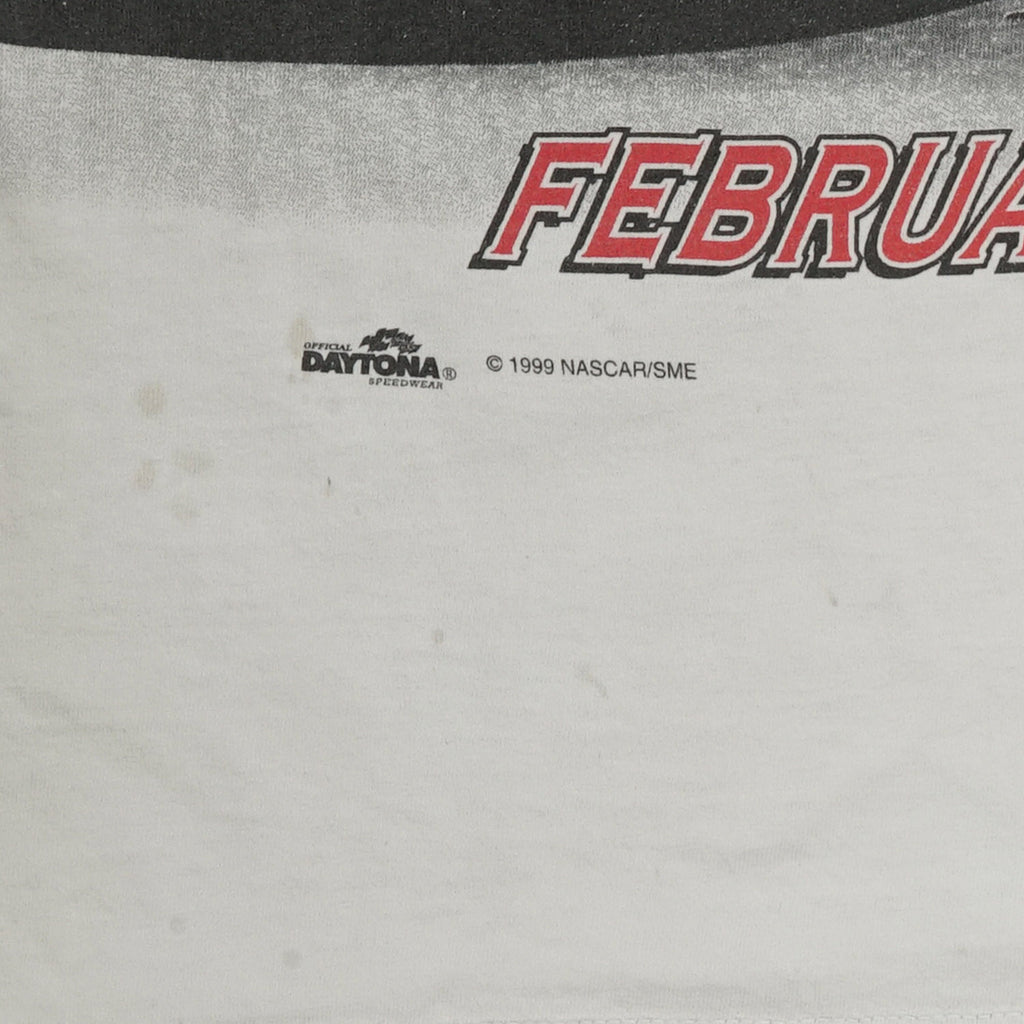 FEBRUA
OFFICIAL
DAYTONA®
SPEEDWEAR
© 1999 NASCAR/SME